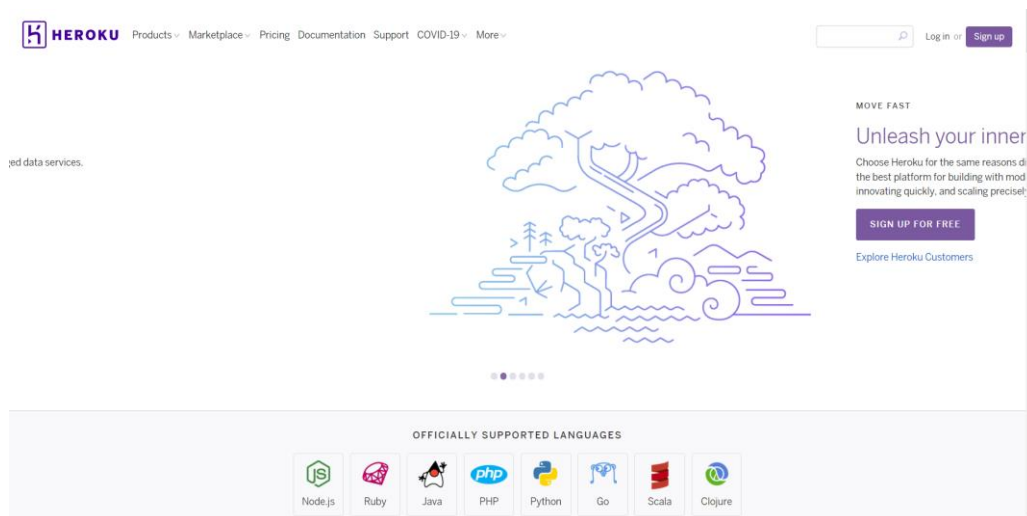 HEROKU Products Marketplace Pricing Documentation Support COVID-19 More Log in or Sign up
MOVE FAST
Unleash your inner
ged data services.
Choose Heroku for the same reasons di
the best platform for building with mod
innovating quickly, and scaling precisely
SIGN UP FOR FREE
Explore Heroku Customers
OFFICIALLY SUPPORTED LANGUAGES
JS php
Node.js Ruby Java PHP Python Go Scala Clojure